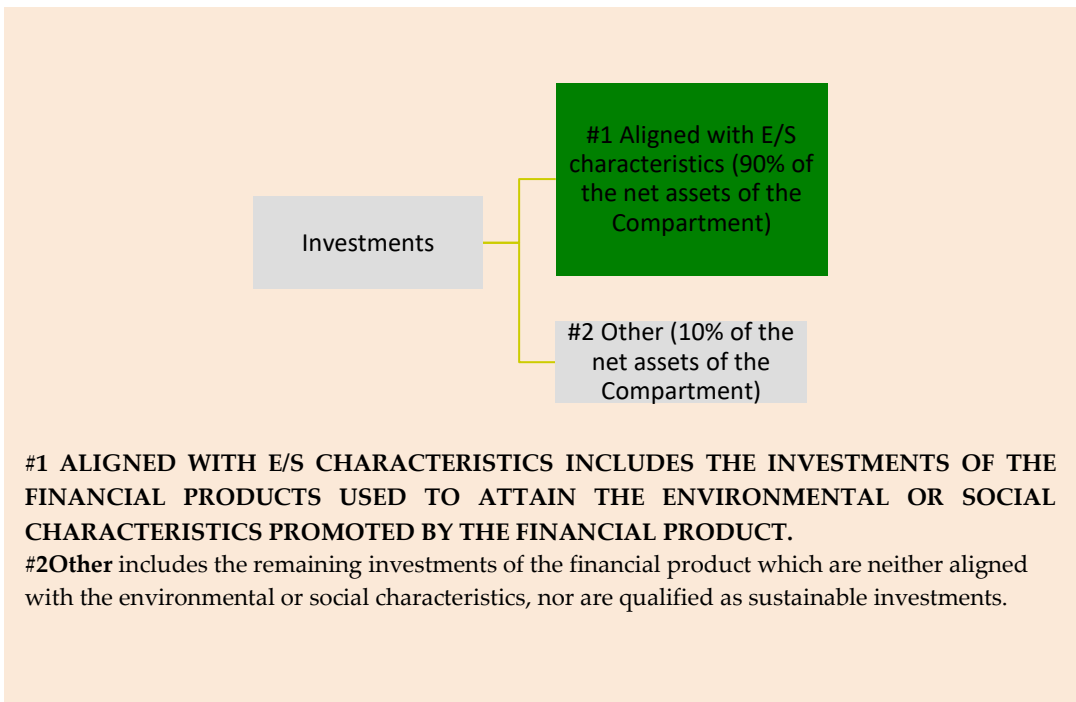 #1 Aligned with E/S
characteristics (90% of
the net assets of the
Compartment)
Investments
#2 Other (10% of the
net assets of the
Compartment)
#1 ALIGNED WITH E/S CHARACTERISTICS INCLUDES THE INVESTMENTS OF THE
FINANCIAL PRODUCTS USED TO ATTAIN THE ENVIRONMENTAL OR SOCIAL
CHARACTERISTICS PROMOTED BY THE FINANCIAL PRODUCT.
#2Other includes the remaining investments of the financial product which are neither aligned
with the environmental or social characteristics, nor are qualified as sustainable investments.